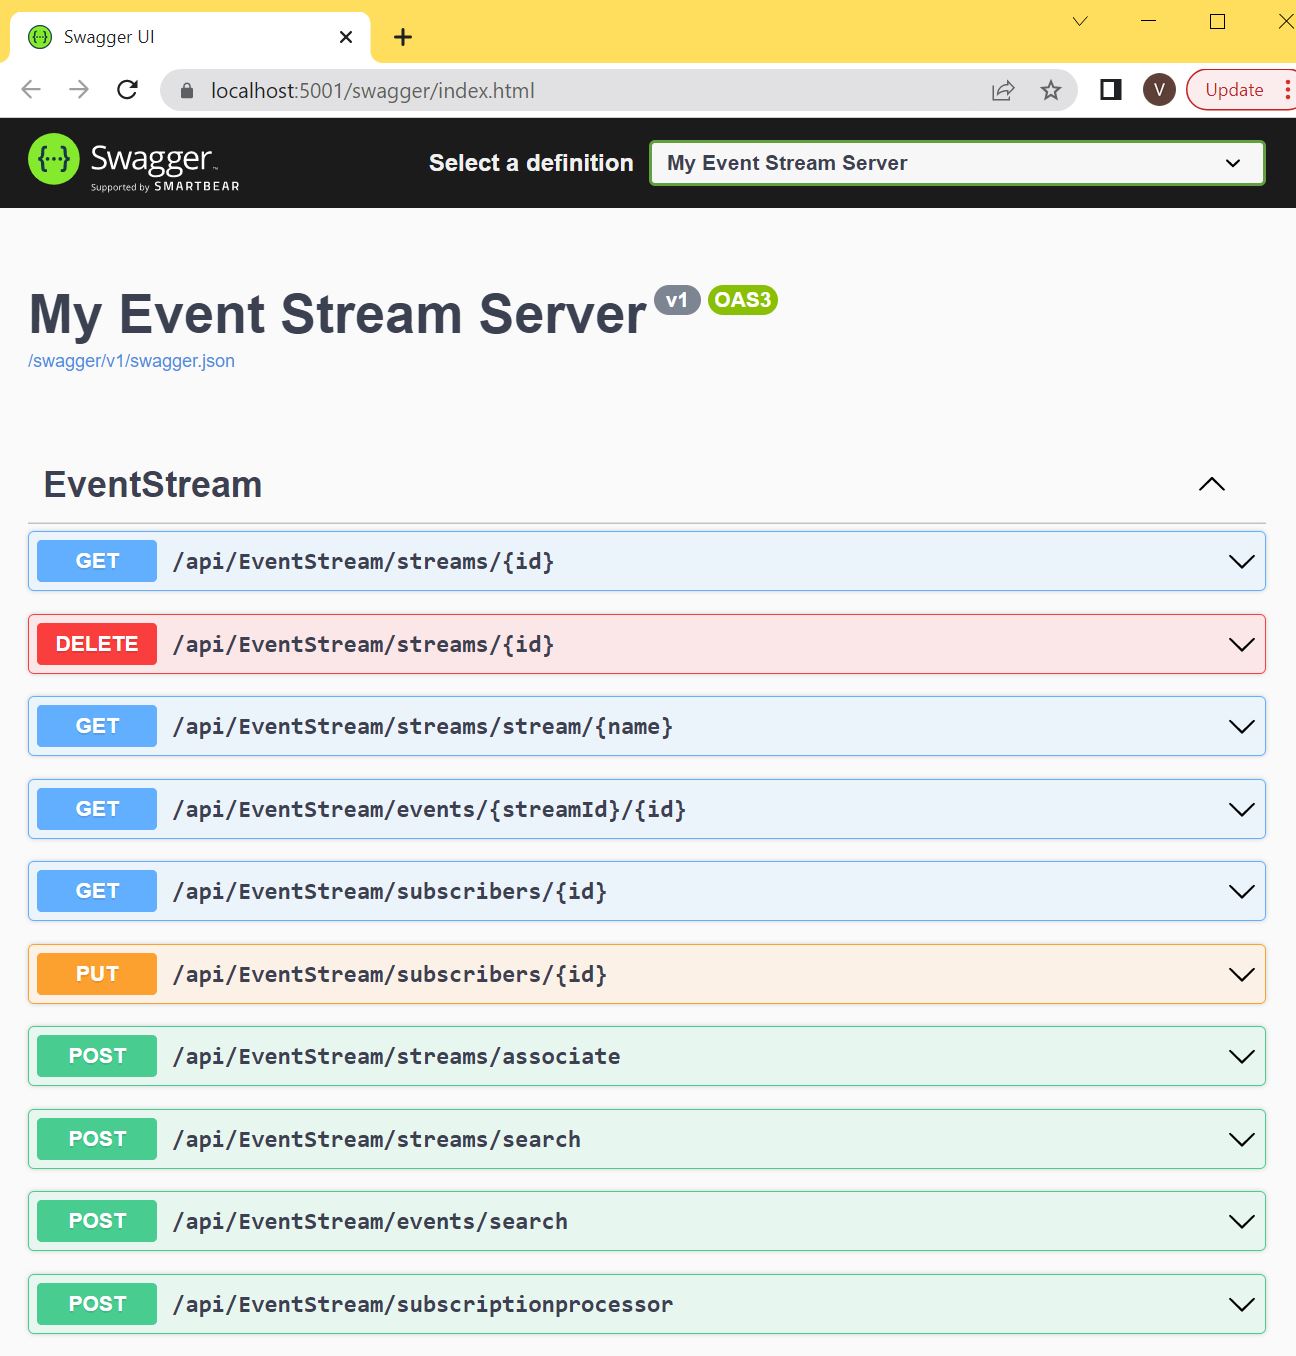 Swagger UI
localhost:5001/swagger/index.html
V
Update
{···} Swagger™
Supported by SMARTBEAR
Select a definition
My Event Stream Server
My Event Stream Server v1 OAS3
/swagger/v1/swagger.json
EventStream
GET /api/EventStream/streams/{id}
DELETE /api/EventStream/streams/{id}
GET /api/EventStream/streams/stream/{name}
GET /api/EventStream/events/{streamId}/{id}
GET /api/EventStream/subscribers/{id}
PUT /api/EventStream/subscribers/{id}
POST /api/EventStream/streams/associate
POST /api/EventStream/streams/search
POST /api/EventStream/events/search
POST /api/EventStream/subscriptionprocessor